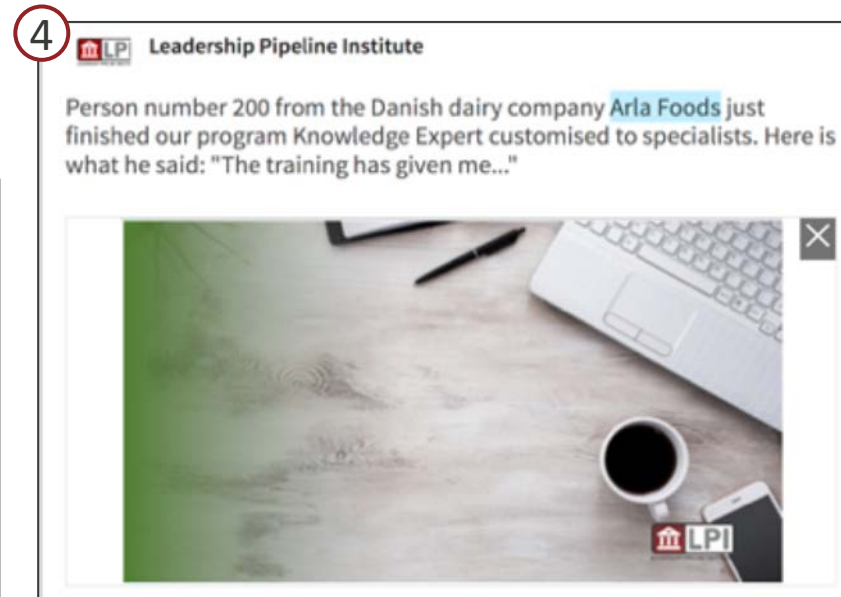 4
LPI
Leadership Pipeline Institute
Person number 200 from the Danish dairy company Arla Foods just
finished our program Knowledge Expert customised to specialists. Here is
what he said: "The training has given me..."
LPI